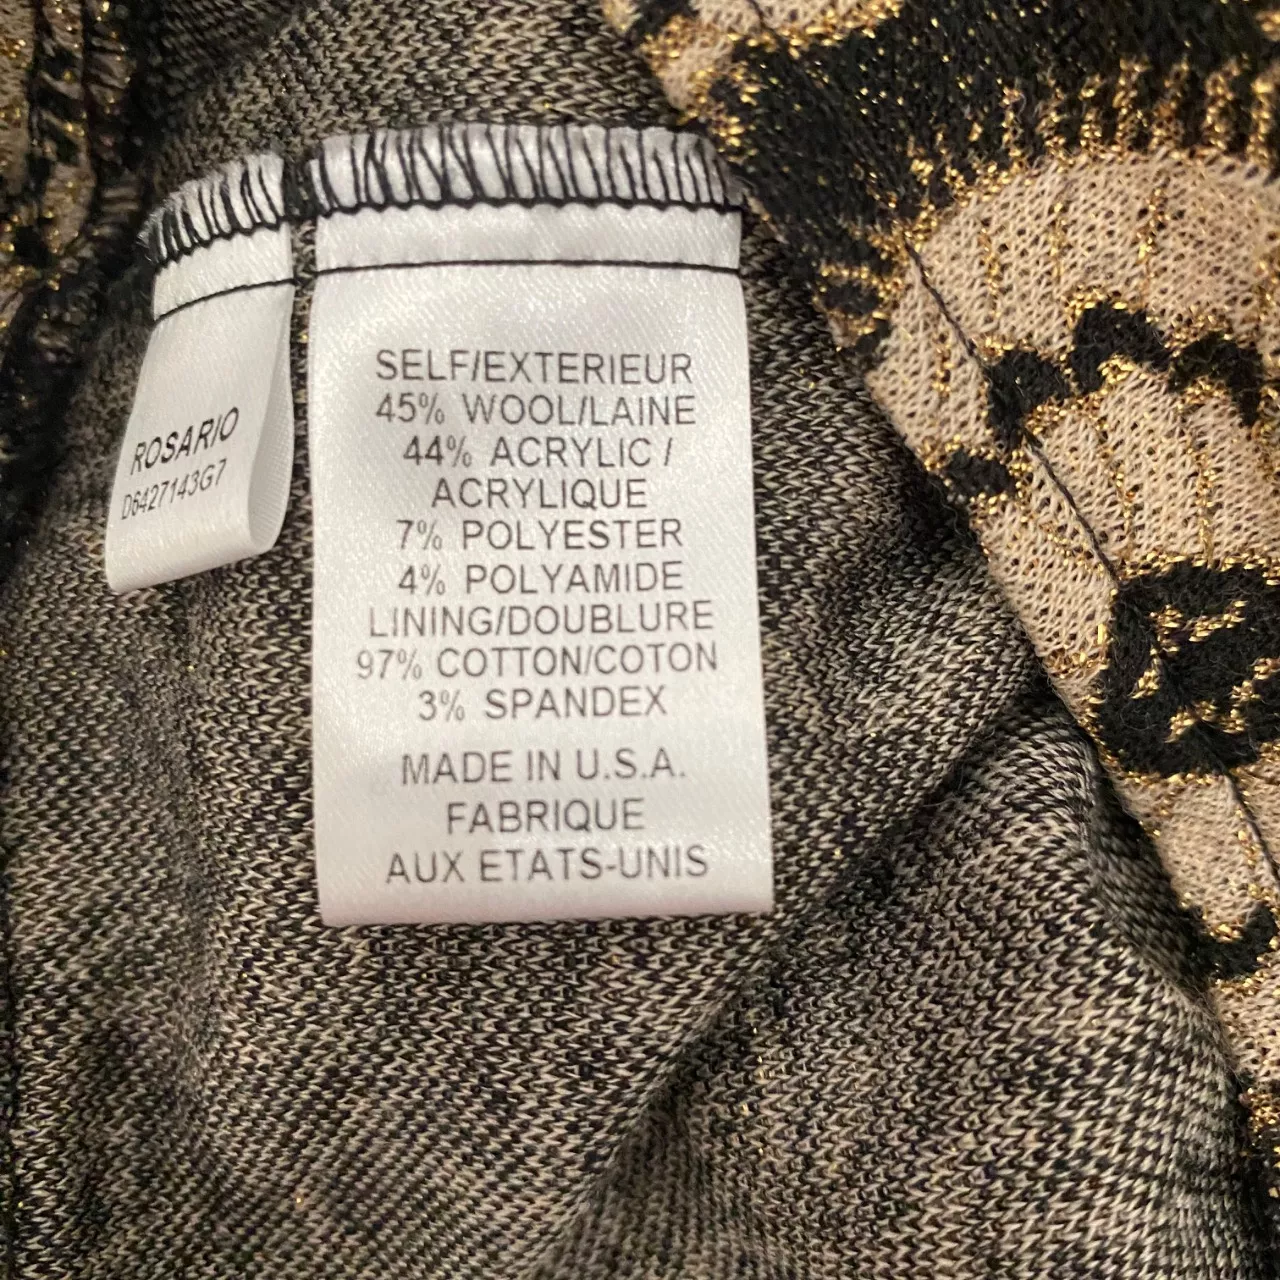 ROSARIO
D6427143G7
SELF/EXTERIEUR
45% WOOL/LAINE
44% ACRYLIC /
ACRYLIQUE
7% POLYESTER
4% POLYAMIDE
LINING/DOUBLURE
97% COTTON/COTON
3% SPANDEX
MADE IN U.S.A.
FABRIQUE
AUX ETATS-UNIS